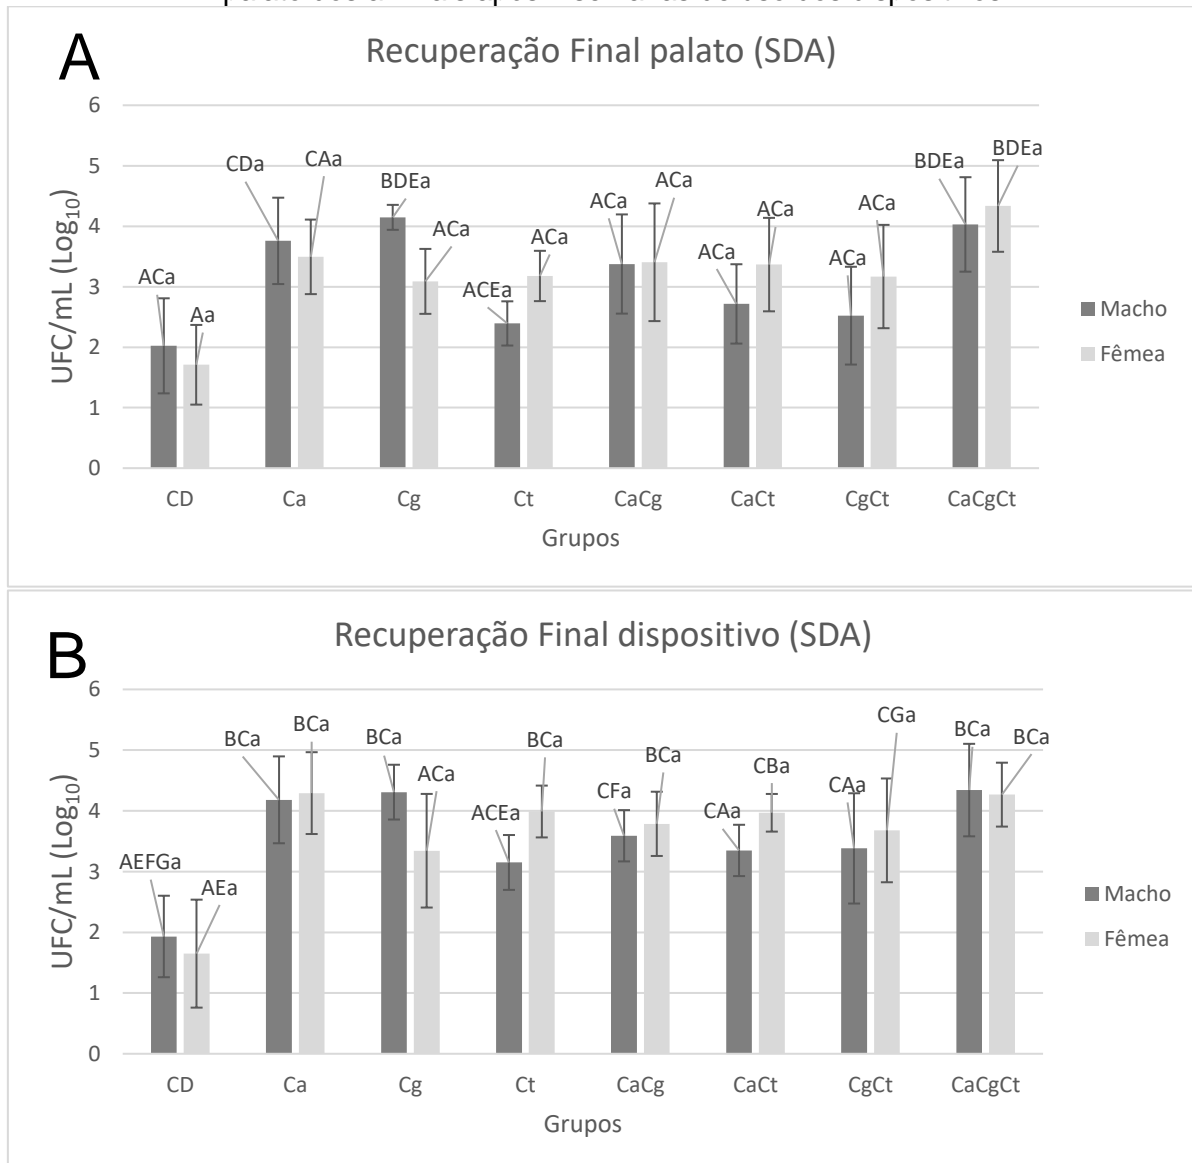 A
Recuperação Final palato (SDA)
6
5
4
3
2
1
0
UFC/mL (Log10)
ACa
Aa
CDa
CAa
BDEa
ACa
ACEa
ACa
ACa
ACa
ACa
ACa
ACa
ACa
BDEa
BDEa
Macho
Fêmea
CD Ca Cg Ct CaCg CaCt CgCt CaCgCt
Grupos
B
Recuperação Final dispositivo (SDA)
6
5
4
3
2
1
0
UFC/mL (Log10)
AEFGa
AEa
BCa
BCa
BCa
ACa
ACEa
BCa
CFa
BCa
CAa
CBa
CAa
CGa
BCa
BCa
Macho
Fêmea
CD Ca Cg Ct CaCg CaCt CgCt CaCgCt
Grupos